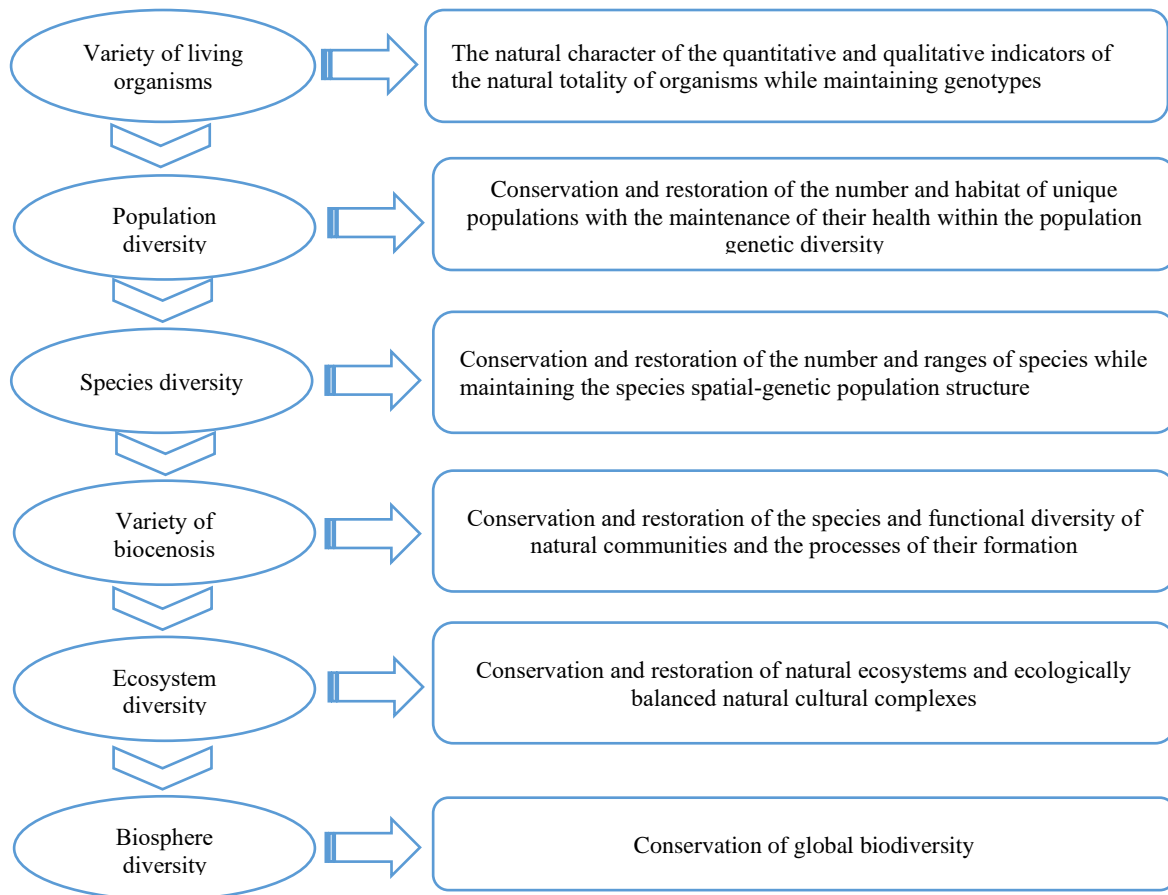 Variety of living
organisms
The natural character of the quantitative and qualitative indicators of
the natural totality of organisms while maintaining genotypes
Population
diversity
Conservation and restoration of the number and habitat of unique
populations with the maintenance of their health within the population
genetic diversity
Species diversity
Conservation and restoration of the number and ranges of species while
maintaining the species spatial-genetic population structure
Variety of
biocenosis
Conservation and restoration of the species and functional diversity of
natural communities and the processes of their formation
Ecosystem
diversity
Conservation and restoration of natural ecosystems and ecologically
balanced natural cultural complexes
Biosphere
diversity
Conservation of global biodiversity